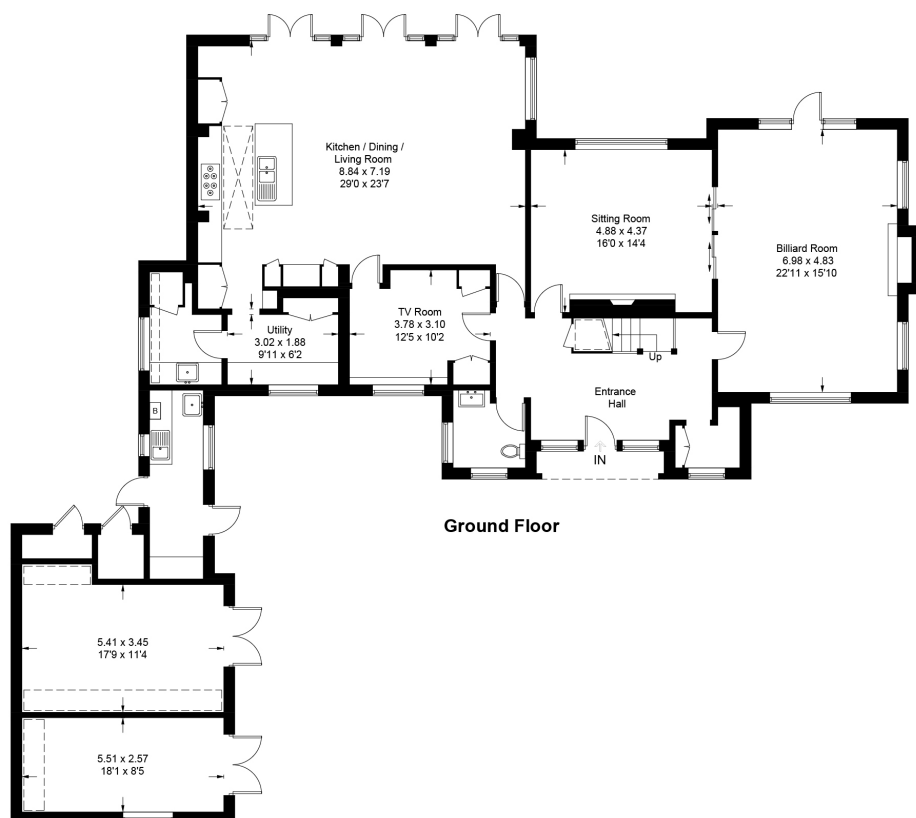 Kitchen / Dining /
Living Room
8.84 x 7.19
29'0 x 23'7
Sitting Room
4.88 x 4.37
16'0 x 14'4
Billiard Room
6.98 x 4.83
22'11 x 15'10
TV Room
3.78 x 3.10
12'5 x 10'2
Utility
3.02 x 1.88
9'11 x 6'2
Up
Entrance
Hall
B
IN
Ground Floor
5.41 x 3.45
17'9 x 11'4
5.51 x 2.57
18'1 x 8'5